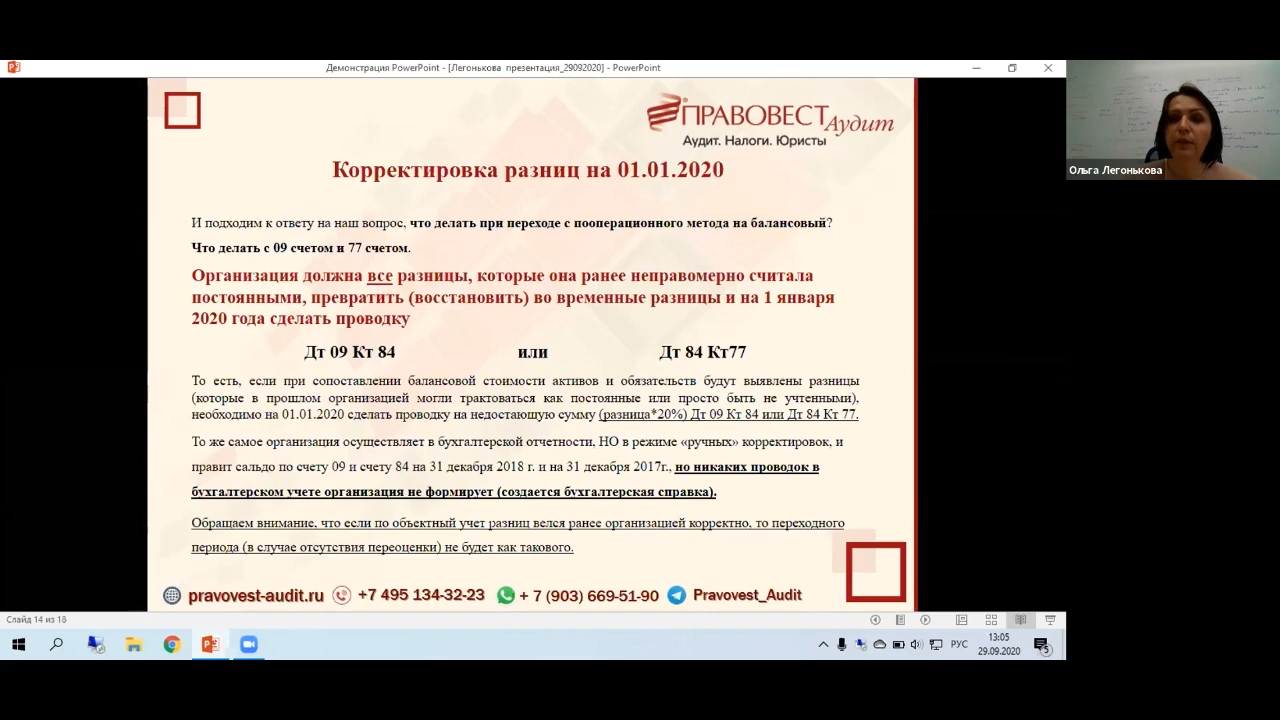 Демонстрация PowerPoint - [Легонькова презентация_29092020] - PowerPoint
ПРАВОВЕСТ Аудит
Аудит. Налоги. Юристы
Ольга Легонькова
Корректировка разниц на 01.01.2020
И подходим к ответу на наш вопрос, что делать при переходе с пооперационного метода на балансовый?
Что делать с 09 счетом и 77 счетом.
Организация должна все разницы, которые она ранее неправомерно считала
постоянными, превратить (восстановить) во временные разницы и на 1 января
2020 года сделать проводку
Дт 09 Кт 84 или Дт 84 Кт77
То есть, если при сопоставлении балансовой стоимости активов и обязательств будут выявлены разницы
(которые в прошлом организацией могли трактоваться как постоянные или просто быть не учтенными),
необходимо на 01.01.2020 сделать проводку на недостающую сумму (разница*20%) Дт 09 Кт 84 или Дт 84 Кт 77.
То же самое организация осуществляет в бухгалтерской отчетности, НО в режиме «ручных» корректировок, и
правит сальдо по счету 09 и счету 84 на 31 декабря 2018 г. и на 31 декабря 2017г., но никаких проводок в
бухгалтерском учете организация не формирует (создается бухгалтерская справка).
Обращаем внимание, что если по объектный учет разниц велся ранее организацией корректно, то переходного
периода (в случае отсутствия переоценки) не будет как такового.
pravovest-audit.ru +7 495 134-32-23 + 7 (903) 669-51-90 Pravovest_Audit
Слайд 14 из 18
РУС
13:05
29.09.2020
5